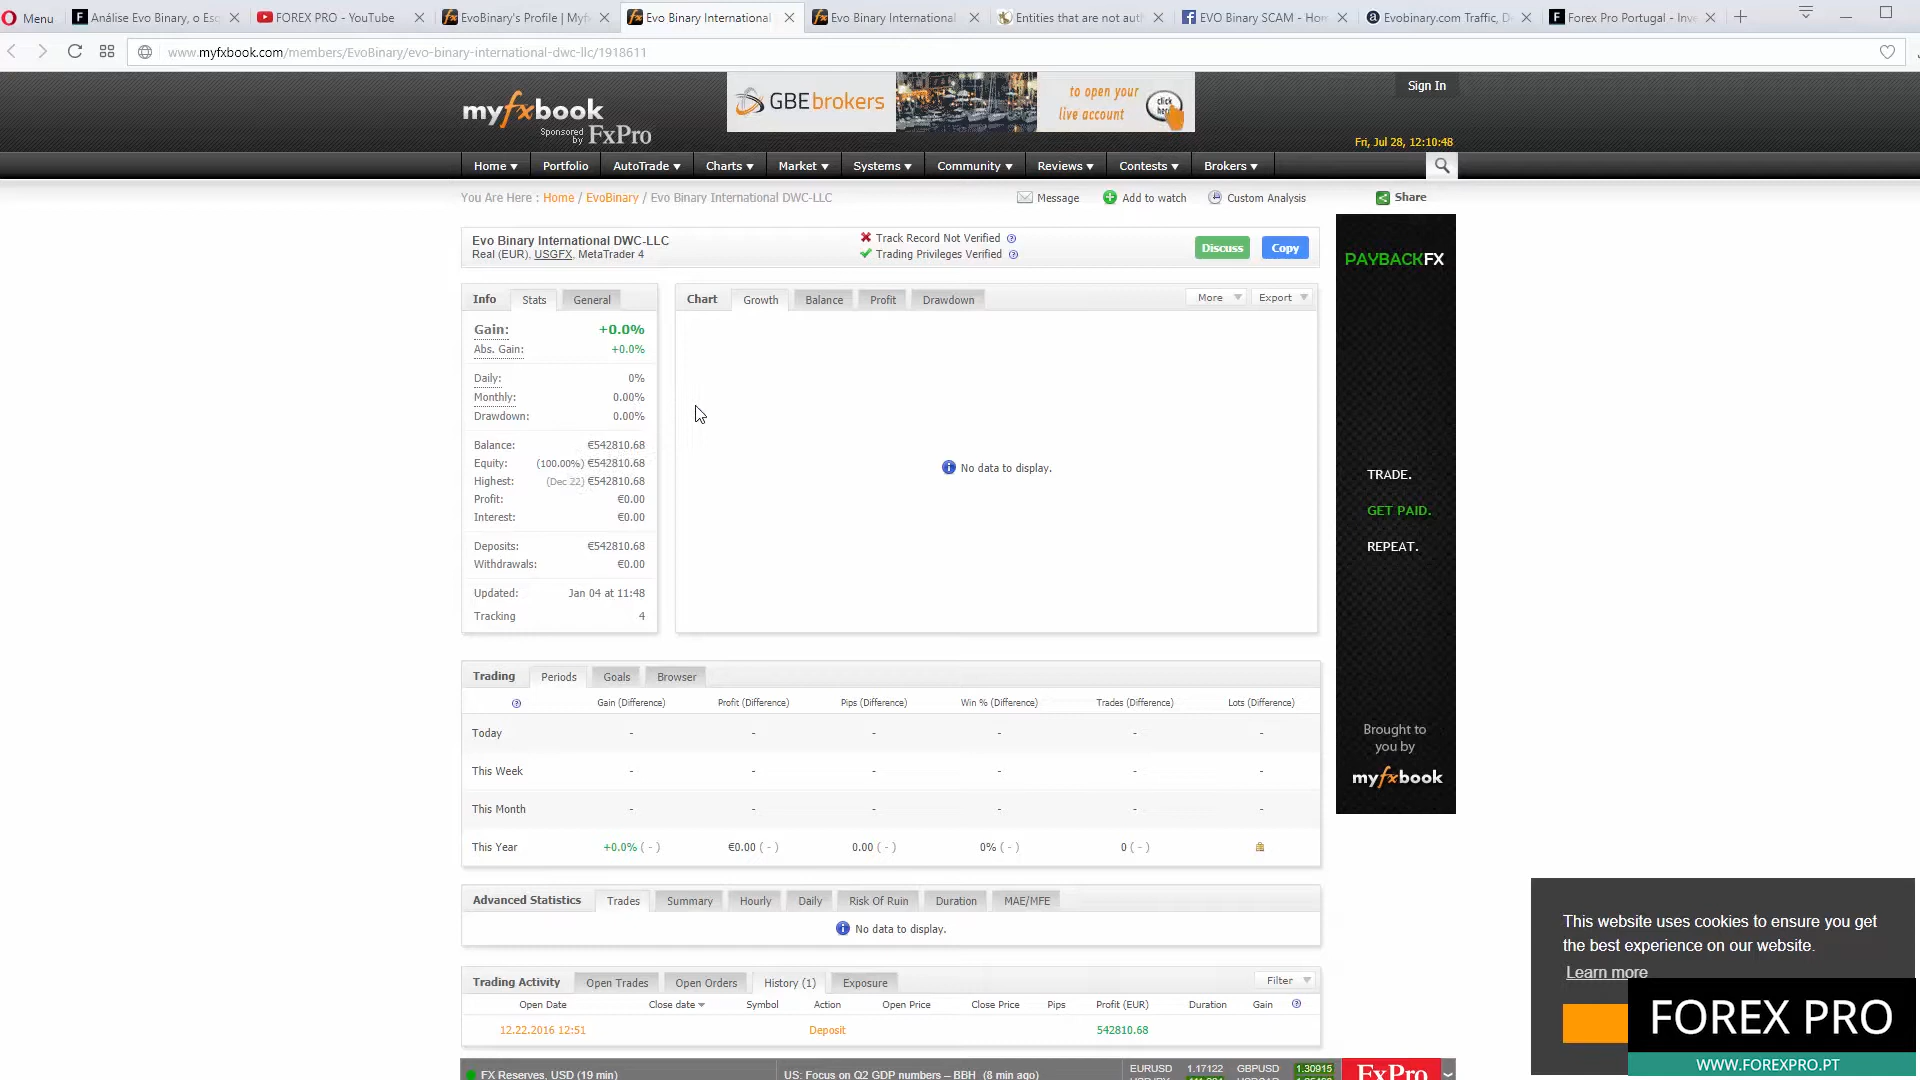 Menu
Análise Evo Binary, o Esc
FOREX PRO - YouTube
EvoBinary's Profile | Myf
Evo Binary International
Evo Binary International
Entities that are not aut
EVO Binary SCAM - Hor
Evobinary.com Traffic, D
Forex Pro Portugal - Inv
www.myfxbook.com/members/EvoBinary/evo-binary-international-dwc-llc/1918611
myfxbook
Sponsored by FxPro
GBEbrokers
to open your
live account
click here
Sign In
Fri, Jul 28, 12:10:48
Home Portfolio AutoTrade Charts Market Systems Community Reviews Contests Brokers
You Are Here : Home / EvoBinary / Evo Binary International DWC-LLC
Message Add to watch Custom Analysis Share
Evo Binary International DWC-LLC
Real (EUR), USGFX, MetaTrader 4
Track Record Not Verified
Trading Privileges Verified
Discuss Copy
Info Stats General
Gain: +0.0%
Abs. Gain: +0.0%
Daily: 0%
Monthly: 0.00%
Drawdown: 0.00%
Balance: €542810.68
Equity: (100.00%) €542810.68
Highest: (Dec 22) €542810.68
Profit: €0.00
Interest: €0.00
Deposits: €542810.68
Withdrawals: €0.00
Updated: Jan 04 at 11:48
Tracking 4
Chart Growth Balance Profit Drawdown More Export
No data to display.
PAYBACKFX
TRADE.
GET PAID.
REPEAT.
Brought to
you by
myfxbook
Trading Periods Goals Browser
Gain (Difference) Profit (Difference) Pips (Difference) Win % (Difference) Trades (Difference) Lots (Difference)
Today - - - - - -
This Week - - - - - -
This Month - - - - - -
This Year +0.0% ( - ) €0.00 ( - ) 0.00 ( - ) 0% ( - ) 0 ( - )
Advanced Statistics Trades Summary Hourly Daily Risk Of Ruin Duration MAE/MFE
No data to display.
Trading Activity Open Trades Open Orders History (1) Exposure Filter
Open Date Close date Symbol Action Open Price Close Price Pips Profit (EUR) Duration Gain
12.22.2016 12:51 Deposit 542810.68
FX Reserves, USD (19 min)
US: Focus on Q2 GDP numbers – BBH (8 min ago)
EURUSD 1.17122 GBPUSD 1.30915
FxPro
This website uses cookies to ensure you get
the best experience on our website.
Learn more
FOREX PRO
WWW.FOREXPRO.PT